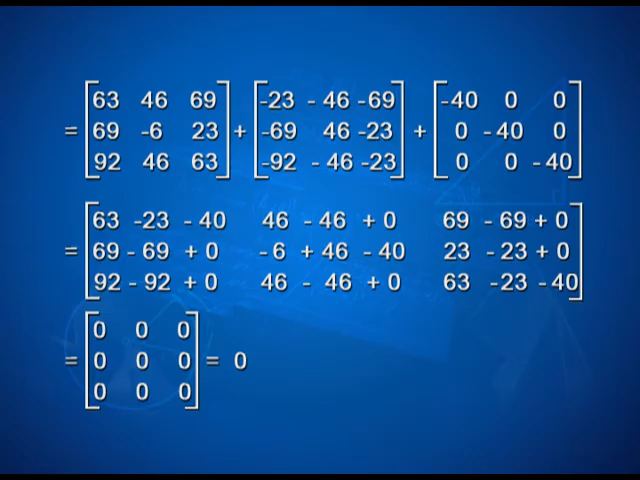 = [63 46 69] + [-23 - 46 -69] + [-40 0 0]
[69 -6 23] [-69 46 -23] [0 - 40 0]
[92 46 63] [-92 - 46 -23] [0 0 - 40]
= [63 -23 - 40 46 - 46 + 0 69 - 69 + 0]
[69 - 69 + 0 - 6 + 46 - 40 23 - 23 + 0]
[92 - 92 + 0 46 - 46 + 0 63 -23 - 40]
= [0 0 0] = 0
[0 0 0]
[0 0 0]